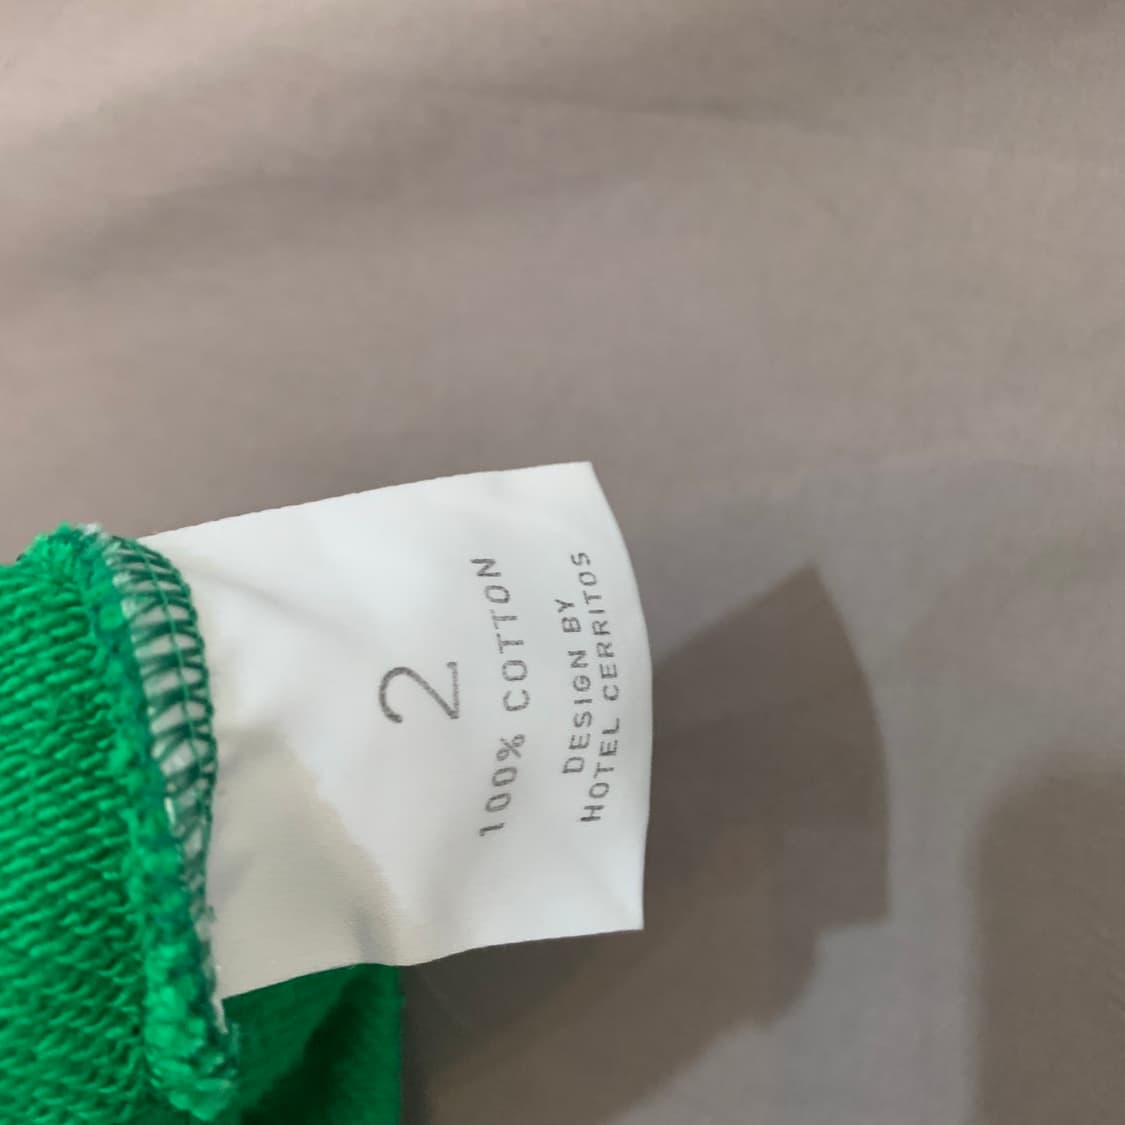 2
100% COTTON
DESIGN BY
HOTEL CERRITOS